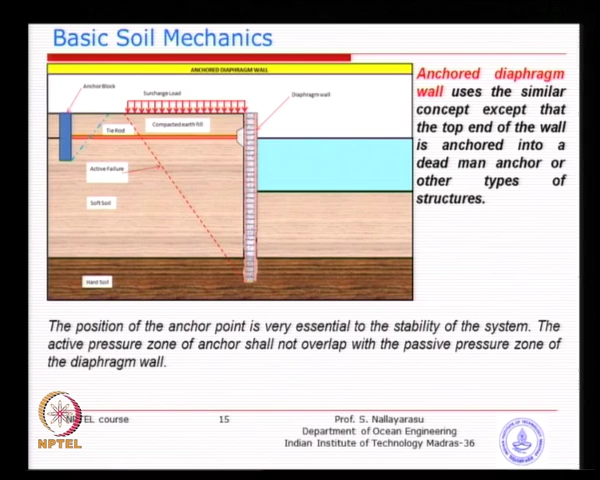 Basic Soil Mechanics
ANCHORED DIAPHRAGM WALL
Anchor Block
Surcharge Load
Diaphragm wall
Tie Rod
Compacted earth fill
Active Failure
Soft Soil
Hard Soil
Anchored diaphragm
wall uses the similar
concept except that
the top end of the wall
is anchored into a
dead man anchor or
other types of
structures.
The position of the anchor point is very essential to the stability of the system. The
active pressure zone of anchor shall not overlap with the passive pressure zone of
the diaphragm wall.
NPTEL course
15
Prof. S. Nallayarasu
Department of Ocean Engineering
Indian Institute of Technology Madras-36
NPTEL